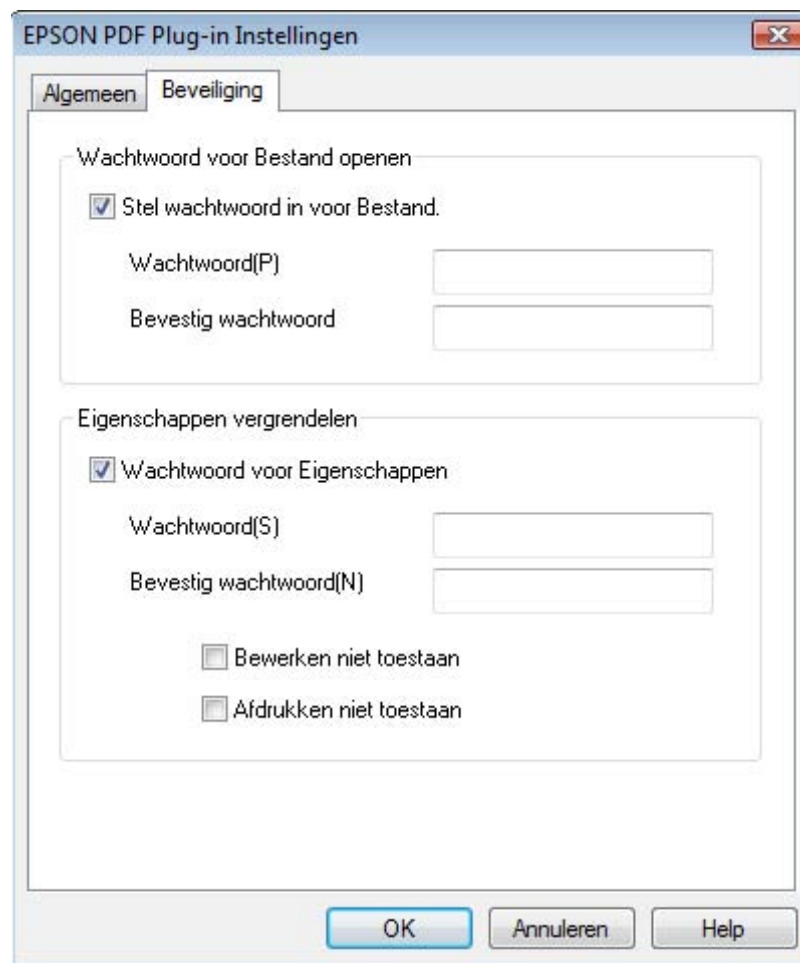 EPSON PDF Plug-in Instellingen
Algemeen Beveiliging
Wachtwoord voor Bestand openen
Stel wachtwoord in voor Bestand.
Wachtwoord(P)
Bevestig wachtwoord
Eigenschappen vergrendelen
Wachtwoord voor Eigenschappen
Wachtwoord(S)
Bevestig wachtwoord(N)
Bewerken niet toestaan
Afdrukken niet toestaan
OK Annuleren Help